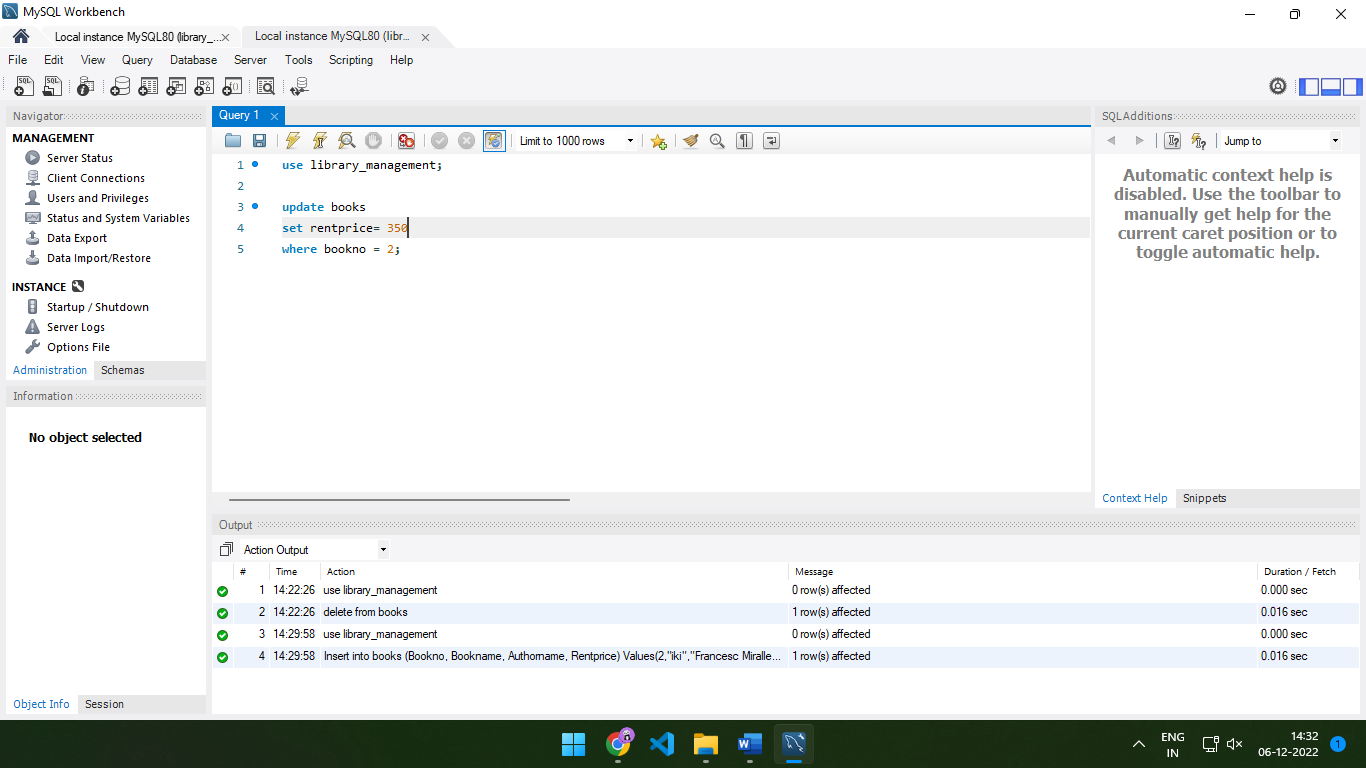 MySQL Workbench
Local instance MySQL80 (library_...
Local instance MySQL80 (libr...
File Edit View Query Database Server Tools Scripting Help
Navigator
MANAGEMENT
Server Status
Client Connections
Users and Privileges
Status and System Variables
Data Export
Data Import/Restore
INSTANCE
Startup / Shutdown
Server Logs
Options File
Administration Schemas
Information
No object selected
Object Info Session
Query 1
Limit to 1000 rows
1 use library_management;
2
3 update books
4 set rentprice= 350
5 where bookno = 2;
SQLAdditions
Jump to
Automatic context help is
disabled. Use the toolbar to
manually get help for the
current caret position or to
toggle automatic help.
Context Help Snippets
Output
Action Output
# Time Action Message Duration / Fetch
1 14:22:26 use library_management 0 row(s) affected 0.000 sec
2 14:22:26 delete from books 1 row(s) affected 0.016 sec
3 14:29:58 use library_management 0 row(s) affected 0.000 sec
4 14:29:58 Insert into books (Bookno, Bookname, Authorname, Rentprice) Values(2,"iki","Francesc Miralle... 1 row(s) affected 0.016 sec
ENG
IN
14:32
06-12-2022
1